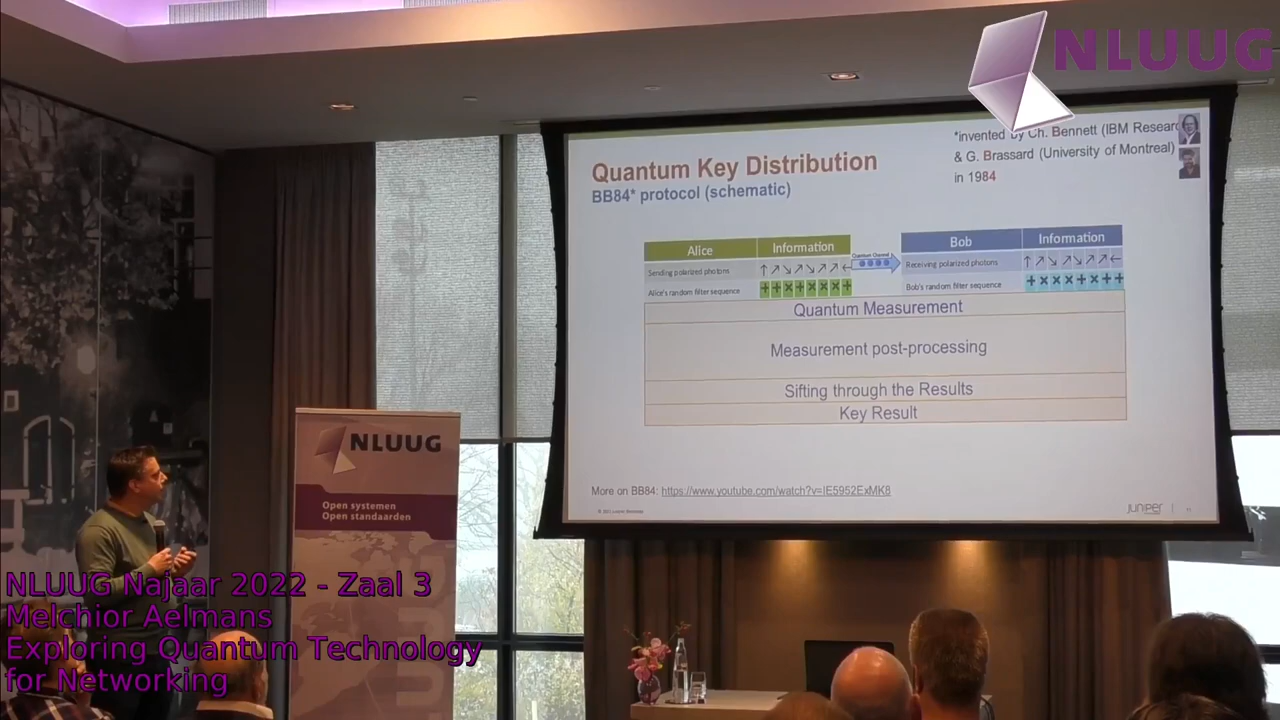 NLUUG
*invented by Ch. Bennett (IBM Researc
& G. Brassard (University of Montreal)
in 1984
Quantum Key Distribution
BB84* protocol (schematic)
Alice Information
Sending polarized photons ↑↗↘↗↘↗↗←
Alice's random filter sequence
Quantum Channel
Bob Information
Receiving polarized photons ↑↗↘↗↘↗↗←
Bob's random filter sequence
Quantum Measurement
Measurement post-processing
Sifting through the Results
Key Result
More on BB84: https://www.youtube.com/watch?v=IE5952ExMK8
JUNIPEr
NLUUG
Open systemen
Open standaarden
NLUUG Najaar 2022 - Zaal 3
Melchior Aelmans
Exploring Quantum Technology
for Networking